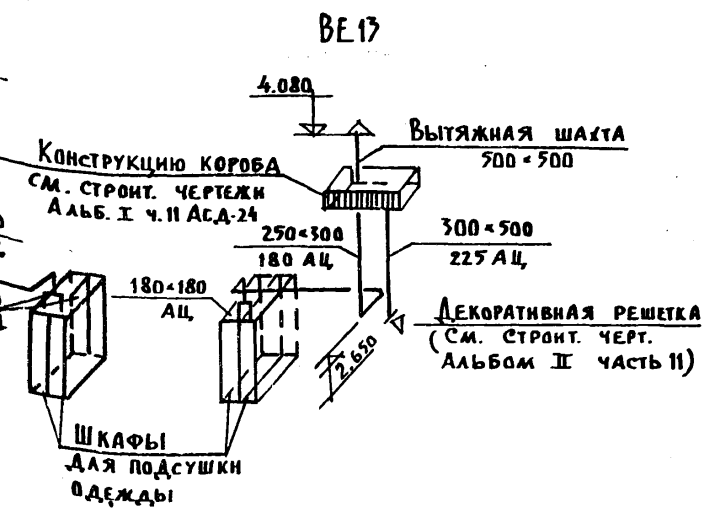 ВЕ 13
4.080
ВЫТЯЖНАЯ ШАХТА
500×500
КОНСТРУКЦИЮ КОРОБА
СМ. СТРОИТ. ЧЕРТЕЖИ
АЛЬБ. I Ч.11 АСД-24
250×300
180 АЦ
300×500
225 АЦ
180×180
АЦ
ДЕКОРАТИВНАЯ РЕШЕТКА
(СМ. СТРОИТ. ЧЕРТ.
АЛЬБОМ II ЧАСТЬ 11)
2.650
ШКАФЫ
ДЛЯ ПОДСУШКИ
ОДЕЖДЫ